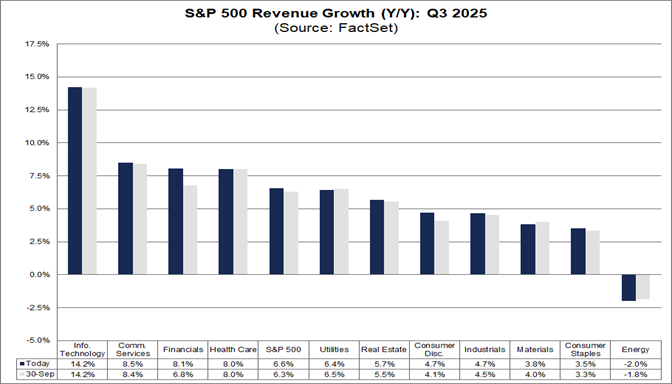 S&P 500 Revenue Growth (Y/Y): Q3 2025
(Source: FactSet)
17.5%
15.0%
12.5%
10.0%
7.5%
5.0%
2.5%
0.0%
-2.5%
-5.0%
Info. Technology Comm. Services Financials Health Care S&P 500 Utilities Real Estate Consumer Disc. Industrials Materials Consumer Staples Energy
Today 14.2% 8.5% 8.1% 8.0% 6.6% 6.4% 5.7% 4.7% 4.7% 3.8% 3.5% -2.0%
30-Sep 14.2% 8.4% 6.8% 8.0% 6.3% 6.5% 5.5% 4.1% 4.5% 4.0% 3.3% -1.8%